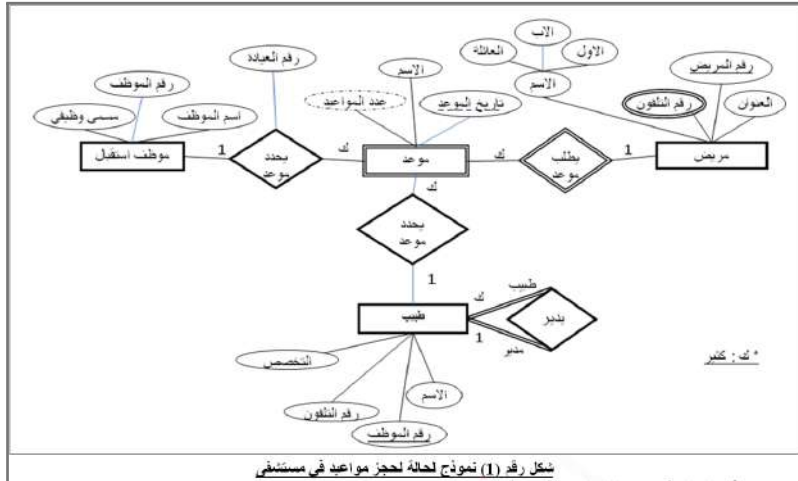 الاب
العائلة
الاول
الاسم
رقم المريض
رقم التلفون
العنوان
مريض
رقم العيادة
الاسم
عدد المواعيد
تاريخ الموعد
رقم الموظف
مسمى وظيفي
اسم الموظف
موظف استقبال
1
يحدد
موعد
ك
موعد
ك
يطلب
موعد
1
ك
يحدد
موعد
1
طبيب
ك
طبيب
يدير
1
مدير
التخصص
رقم التلفون
رقم الموظف
الاسم
* ك : كثير
شكل رقم (1) نموذج لحالة لحجز مواعيد في مستشفى